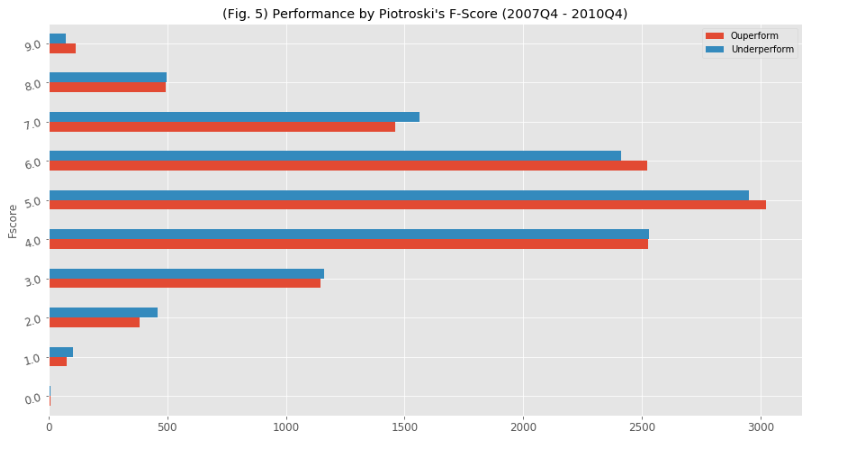 (Fig. 5) Performance by Piotroski's F-Score (2007Q4 - 2010Q4)
Ouperform
Underperform
9.0
8.0
7.0
6.0
5.0
4.0
3.0
2.0
1.0
0.0
Fscore
0 500 1000 1500 2000 2500 3000